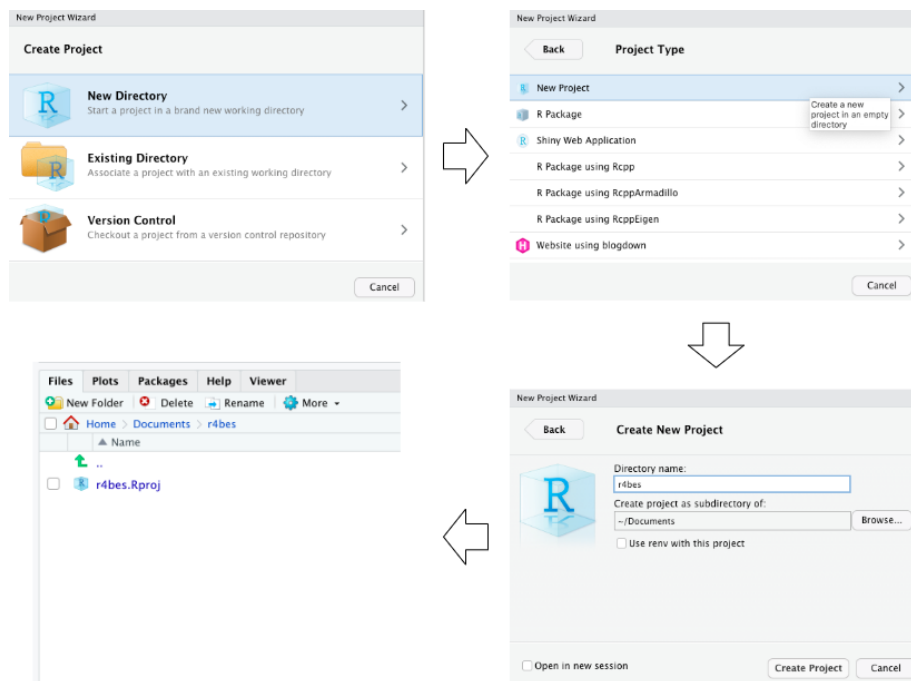 New Project Wizard
Create Project
R
New Directory
Start a project in a brand new working directory
R
Existing Directory
Associate a project with an existing working directory
R
Version Control
Checkout a project from a version control repository
Cancel
New Project Wizard
Back
Project Type
R New Project
Create a new
project in an empty
directory
R Package
R Shiny Web Application
R Package using Rcpp
R Package using RcppArmadillo
R Package using RcppEigen
H Website using blogdown
Cancel
New Project Wizard
Back
Create New Project
R
Directory name:
r4bes
Create project as subdirectory of:
~/Documents
Browse...
Use renv with this project
Open in new session
Create Project
Cancel
Files Plots Packages Help Viewer
New Folder Delete Rename More
Home Documents r4bes
Name
..
r4bes.Rproj